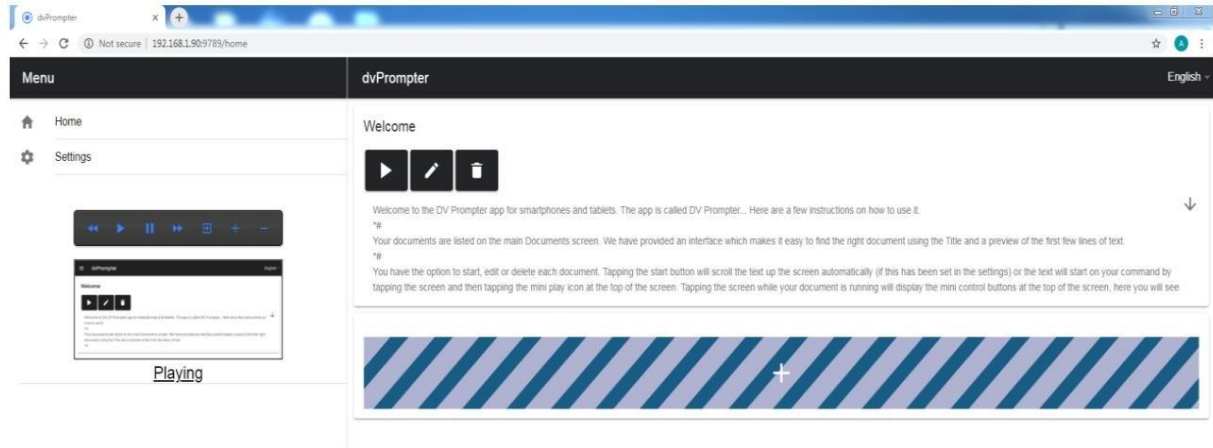 dvPrompter
Not secure | 192.168.1.90:9789/home
A
Menu
dvPrompter
English
Home
Settings
Welcome
Welcome to the DV Prompter app for smartphones and tablets. The app is called DV Prompter... Here are a few instructions on how to use it.
*#
Your documents are listed on the main Documents screen. We have provided an interface which makes it easy to find the right document using the Title and a preview of the first few lines of text.
*#
You have the option to start, edit or delete each document. Tapping the start button will scroll the text up the screen automatically (if this has been set in the settings) or the text will start on your command by
tapping the screen and then tapping the mini play icon at the top of the screen. Tapping the screen while your document is running will display the mini control buttons at the top of the screen, here you will see
dvPrompter
English
Welcome
Playing